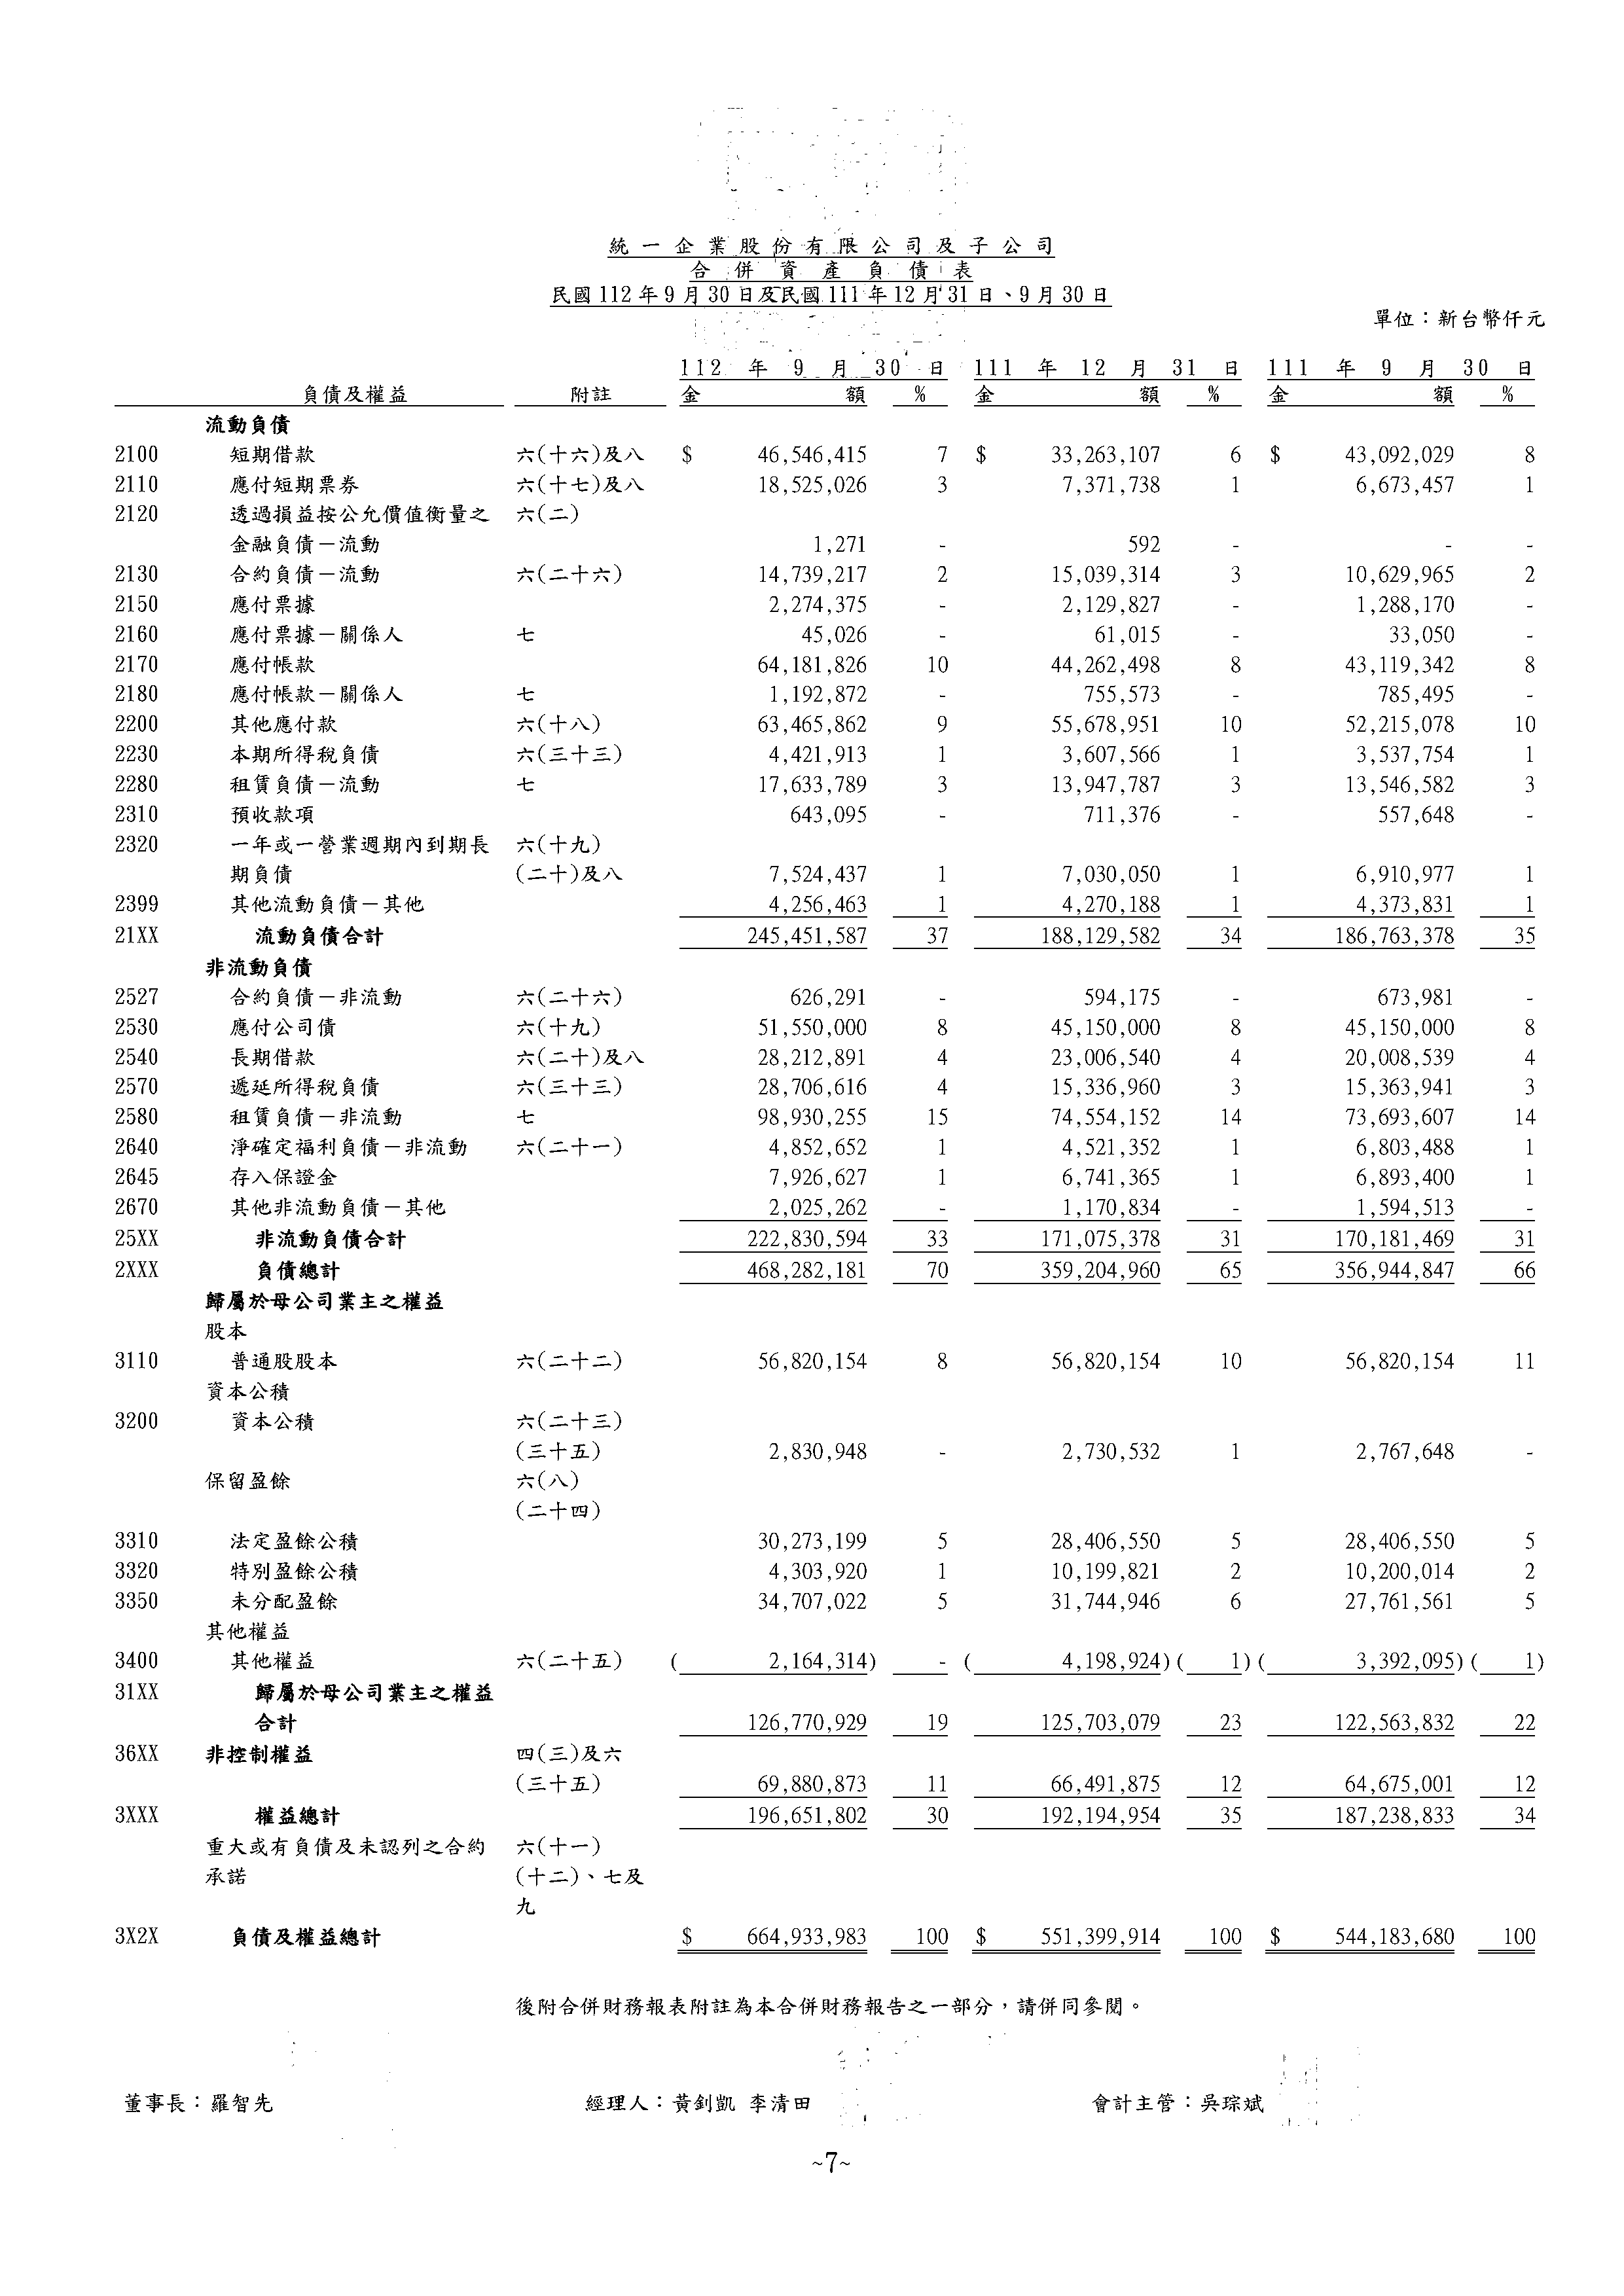 統一企業股份有限公司及子公司
合併資產負債表
民國112年9月30日及民國111年12月31日、9月30日
單位：新台幣仟元
112 年 9 月 30 日 111 年 12 月 31 日 111 年 9 月 30 日
負債及權益 附註 金 額 % 金 額 % 金 額 %
流動負債
2100 短期借款 六(十六)及八 $ 46,546,415 7 $ 33,263,107 6 $ 43,092,029 8
2110 應付短期票券 六(十七)及八 18,525,026 3 7,371,738 1 6,673,457 1
2120 透過損益按公允價值衡量之 六(二)
金融負債－流動 1,271 - 592 - - -
2130 合約負債－流動 六(二十六) 14,739,217 2 15,039,314 3 10,629,965 2
2150 應付票據 2,274,375 - 2,129,827 - 1,288,170 -
2160 應付票據－關係人 七 45,026 - 61,015 - 33,050 -
2170 應付帳款 64,181,826 10 44,262,498 8 43,119,342 8
2180 應付帳款－關係人 七 1,192,872 - 755,573 - 785,495 -
2200 其他應付款 六(十八) 63,465,862 9 55,678,951 10 52,215,078 10
2230 本期所得稅負債 六(三十三) 4,421,913 1 3,607,566 1 3,537,754 1
2280 租賃負債－流動 七 17,633,789 3 13,947,787 3 13,546,582 3
2310 預收款項 643,095 - 711,376 - 557,648 -
2320 一年或一營業週期內到期長 六(十九)
期負債 (二十)及八 7,524,437 1 7,030,050 1 6,910,977 1
2399 其他流動負債－其他 4,256,463 1 4,270,188 1 4,373,831 1
21XX 流動負債合計 245,451,587 37 188,129,582 34 186,763,378 35
非流動負債
2527 合約負債－非流動 六(二十六) 626,291 - 594,175 - 673,981 -
2530 應付公司債 六(十九) 51,550,000 8 45,150,000 8 45,150,000 8
2540 長期借款 六(二十)及八 28,212,891 4 23,006,540 4 20,008,539 4
2570 遞延所得稅負債 六(三十三) 28,706,616 4 15,336,960 3 15,363,941 3
2580 租賃負債－非流動 七 98,930,255 15 74,554,152 14 73,693,607 14
2640 淨確定福利負債－非流動 六(二十一) 4,852,652 1 4,521,352 1 6,803,488 1
2645 存入保證金 7,926,627 1 6,741,365 1 6,893,400 1
2670 其他非流動負債－其他 2,025,262 - 1,170,834 - 1,594,513 -
25XX 非流動負債合計 222,830,594 33 171,075,378 31 170,181,469 31
2XXX 負債總計 468,282,181 70 359,204,960 65 356,944,847 66
歸屬於母公司業主之權益
股本
3110 普通股股本 六(二十二) 56,820,154 8 56,820,154 10 56,820,154 11
資本公積
3200 資本公積 六(二十三)
(三十五) 2,830,948 - 2,730,532 1 2,767,648 -
保留盈餘 六(八)
(二十四)
3310 法定盈餘公積 30,273,199 5 28,406,550 5 28,406,550 5
3320 特別盈餘公積 4,303,920 1 10,199,821 2 10,200,014 2
3350 未分配盈餘 34,707,022 5 31,744,946 6 27,761,561 5
其他權益
3400 其他權益 六(二十五) ( 2,164,314) - ( 4,198,924) ( 1) ( 3,392,095) ( 1)
31XX 歸屬於母公司業主之權益
合計 126,770,929 19 125,703,079 23 122,563,832 22
36XX 非控制權益 四(三)及六
(三十五) 69,880,873 11 66,491,875 12 64,675,001 12
3XXX 權益總計 196,651,802 30 192,194,954 35 187,238,833 34
重大或有負債及未認列之合約 六(十一)
承諾 (十二)、七及
九
3X2X 負債及權益總計 $ 664,933,983 100 $ 551,399,914 100 $ 544,183,680 100
後附合併財務報表附註為本合併財務報告之一部分，請併同參閱。
董事長：羅智先 經理人：黃釗凱 李清田 會計主管：吳琮斌
~7~